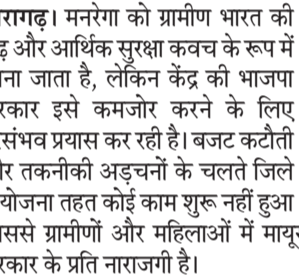 रागढ़। मनरेगा को ग्रामीण भारत की
ढ़ और आर्थिक सुरक्षा कवच के रूप में
ना जाता है, लेकिन केंद्र की भाजपा
रकार इसे कमजोर करने के लिए
संभव प्रयास कर रही है। बजट कटौती
र तकनीकी अड़चनों के चलते जिले
योजना तहत कोई काम शुरू नहीं हुआ
ससे ग्रामीणों और महिलाओं में मायूस
रकार के प्रति नाराजगी है।